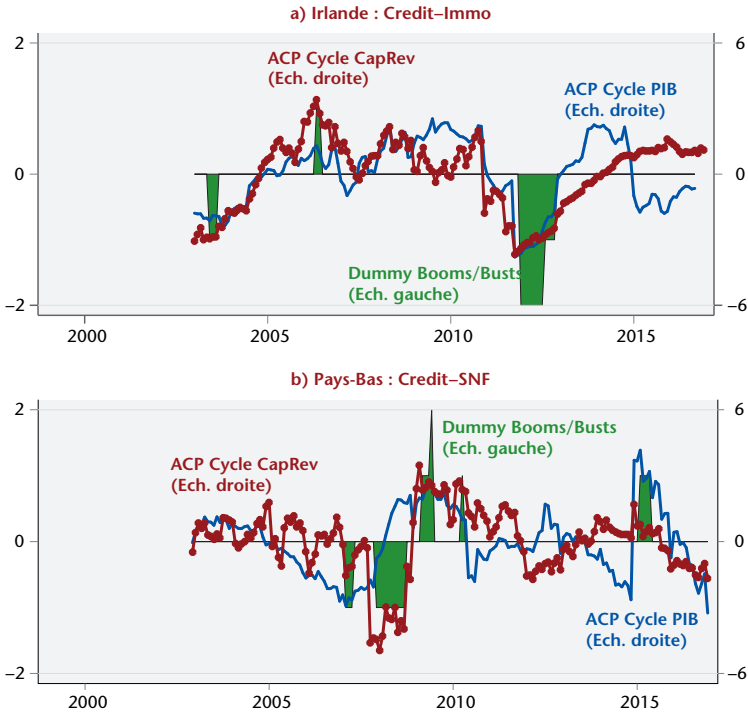 a) Irlande : Credit–Immo
2
6
ACP Cycle CapRev
(Ech. droite)
ACP Cycle PIB
(Ech. droite)
0
0
Dummy Booms/Busts
(Ech. gauche)
–2
–6
2000
2005
2010
2015
b) Pays-Bas : Credit–SNF
2
6
Dummy Booms/Busts
(Ech. gauche)
ACP Cycle CapRev
(Ech. droite)
0
0
ACP Cycle PIB
(Ech. droite)
–2
–6
2000
2005
2010
2015